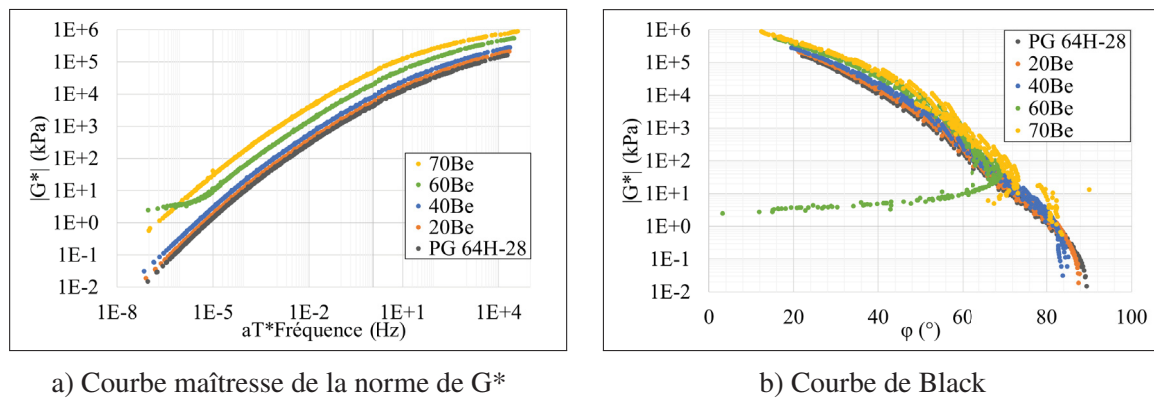 1E+6
1E+5
1E+4
1E+3
1E+2
1E+1
1E+0
1E-1
1E-2
|G*| (kPa)
70Be
60Be
40Be
20Be
PG 64H-28
1E-8 1E-5 1E-2 1E+1 1E+4
aT*Fréquence (Hz)
a) Courbe maîtresse de la norme de G*
1E+6
1E+5
1E+4
1E+3
1E+2
1E+1
1E+0
1E-1
1E-2
|G*| (kPa)
PG 64H-28
20Be
40Be
60Be
70Be
0 20 40 60 80 100
φ (°)
b) Courbe de Black